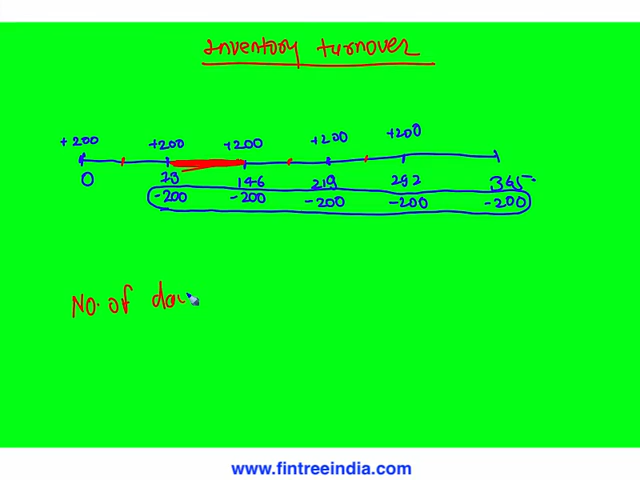 Inventory turnover
+200 +200 +200 +200 +200
0 73 146 219 292 365
-200 -200 -200 -200 -200
No. of day
www.fintreeindia.com